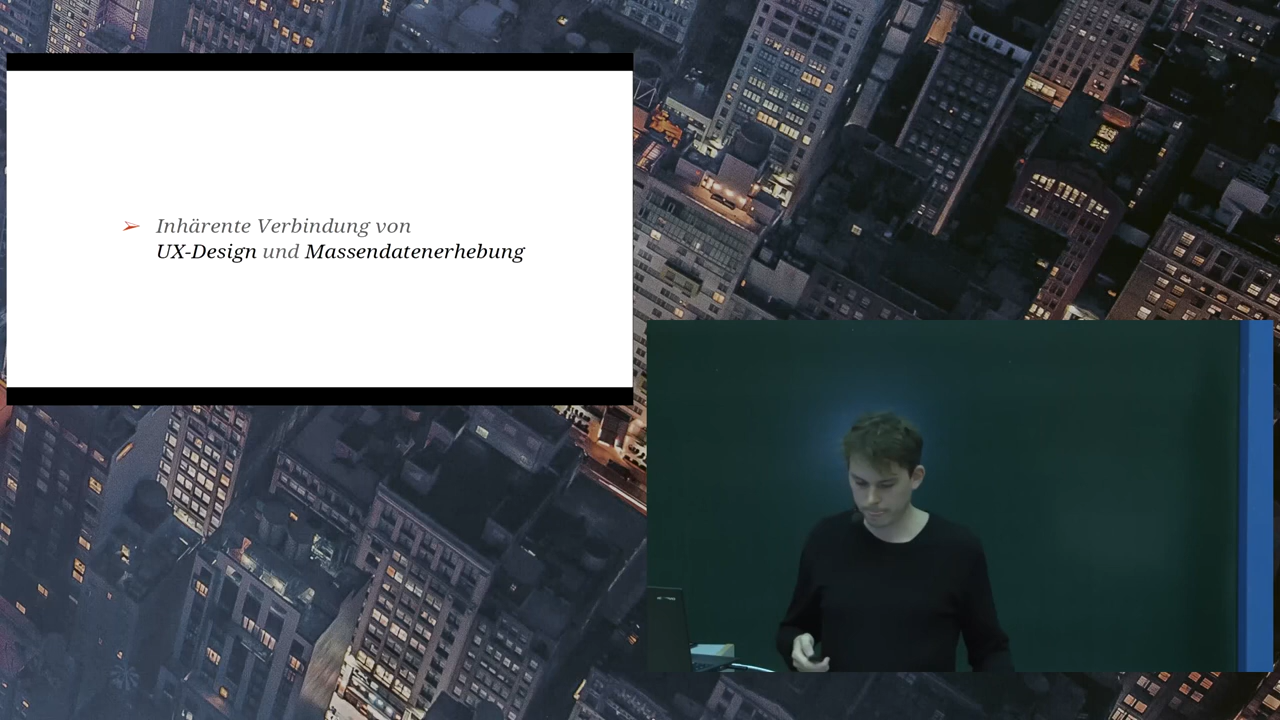 ➢ Inhärente Verbindung von
UX-Design und Massendatenerhebung